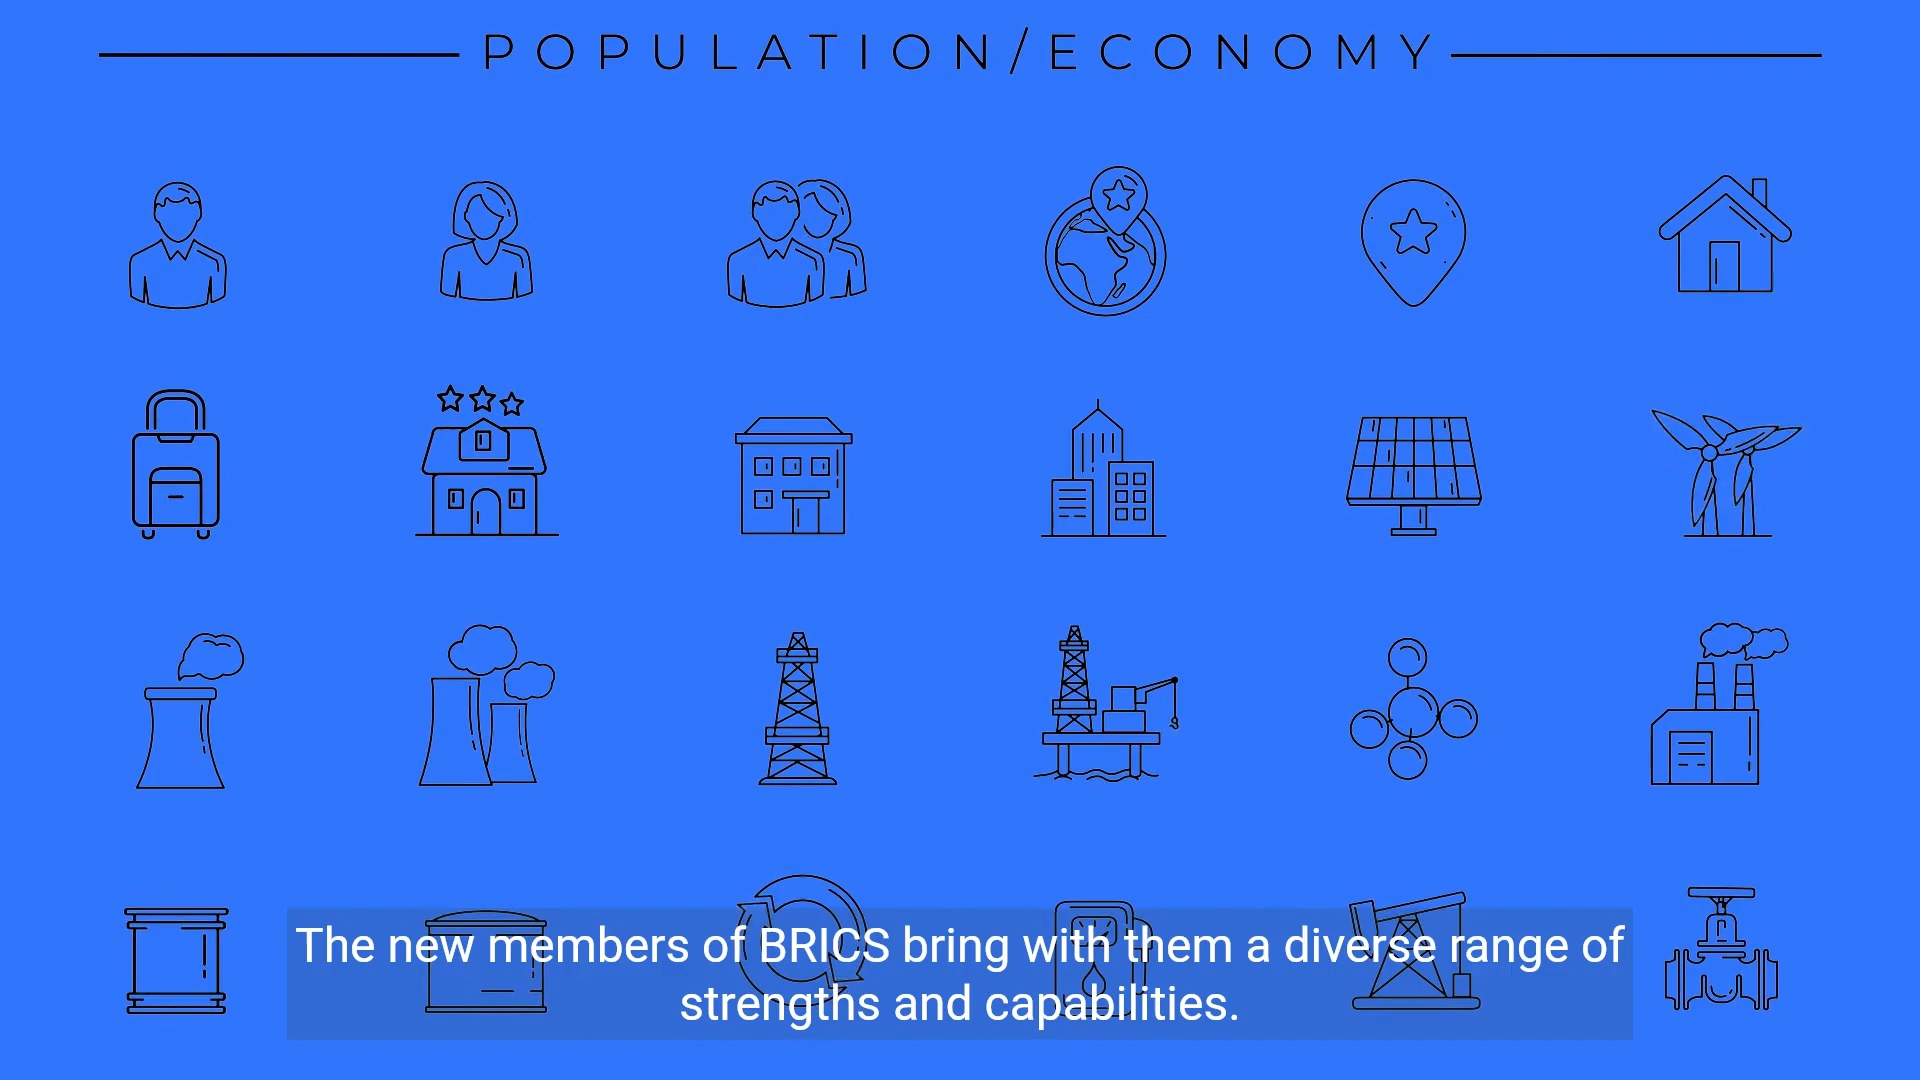 POPULATION/ECONOMY
The new members of BRICS bring with them a diverse range of
strengths and capabilities.